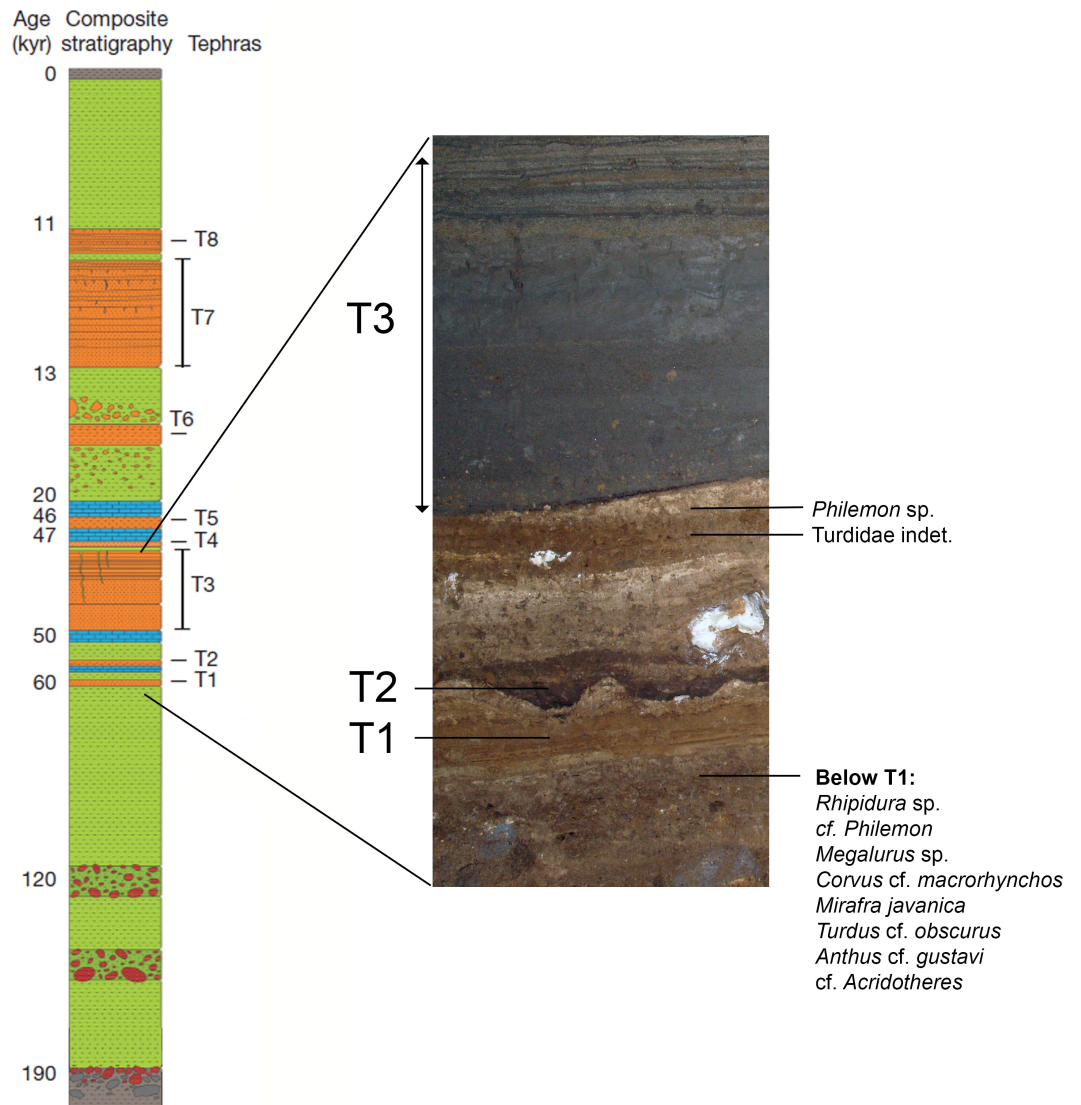 Age Composite
(kyr) stratigraphy Tephras
0
11
T8
T7
13
T6
20
46
T5
47
T4
T3
50
T2
60
T1
120
190
T3
T2
T1
Philemon sp.
Turdidae indet.
Below T1:
Rhipidura sp.
cf. Philemon
Megalurus sp.
Corvus cf. macrorhynchos
Mirafra javanica
Turdus cf. obscurus
Anthus cf. gustavi
cf. Acridotheres